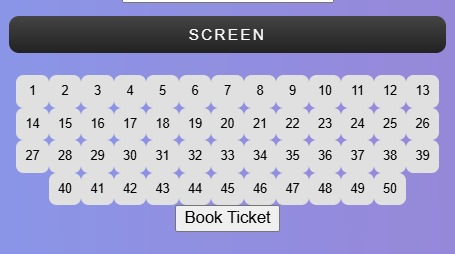 SCREEN
1 2 3 4 5 6 7 8 9 10 11 12 13
14 15 16 17 18 19 20 21 22 23 24 25 26
27 28 29 30 31 32 33 34 35 36 37 38 39
40 41 42 43 44 45 46 47 48 49 50
Book Ticket